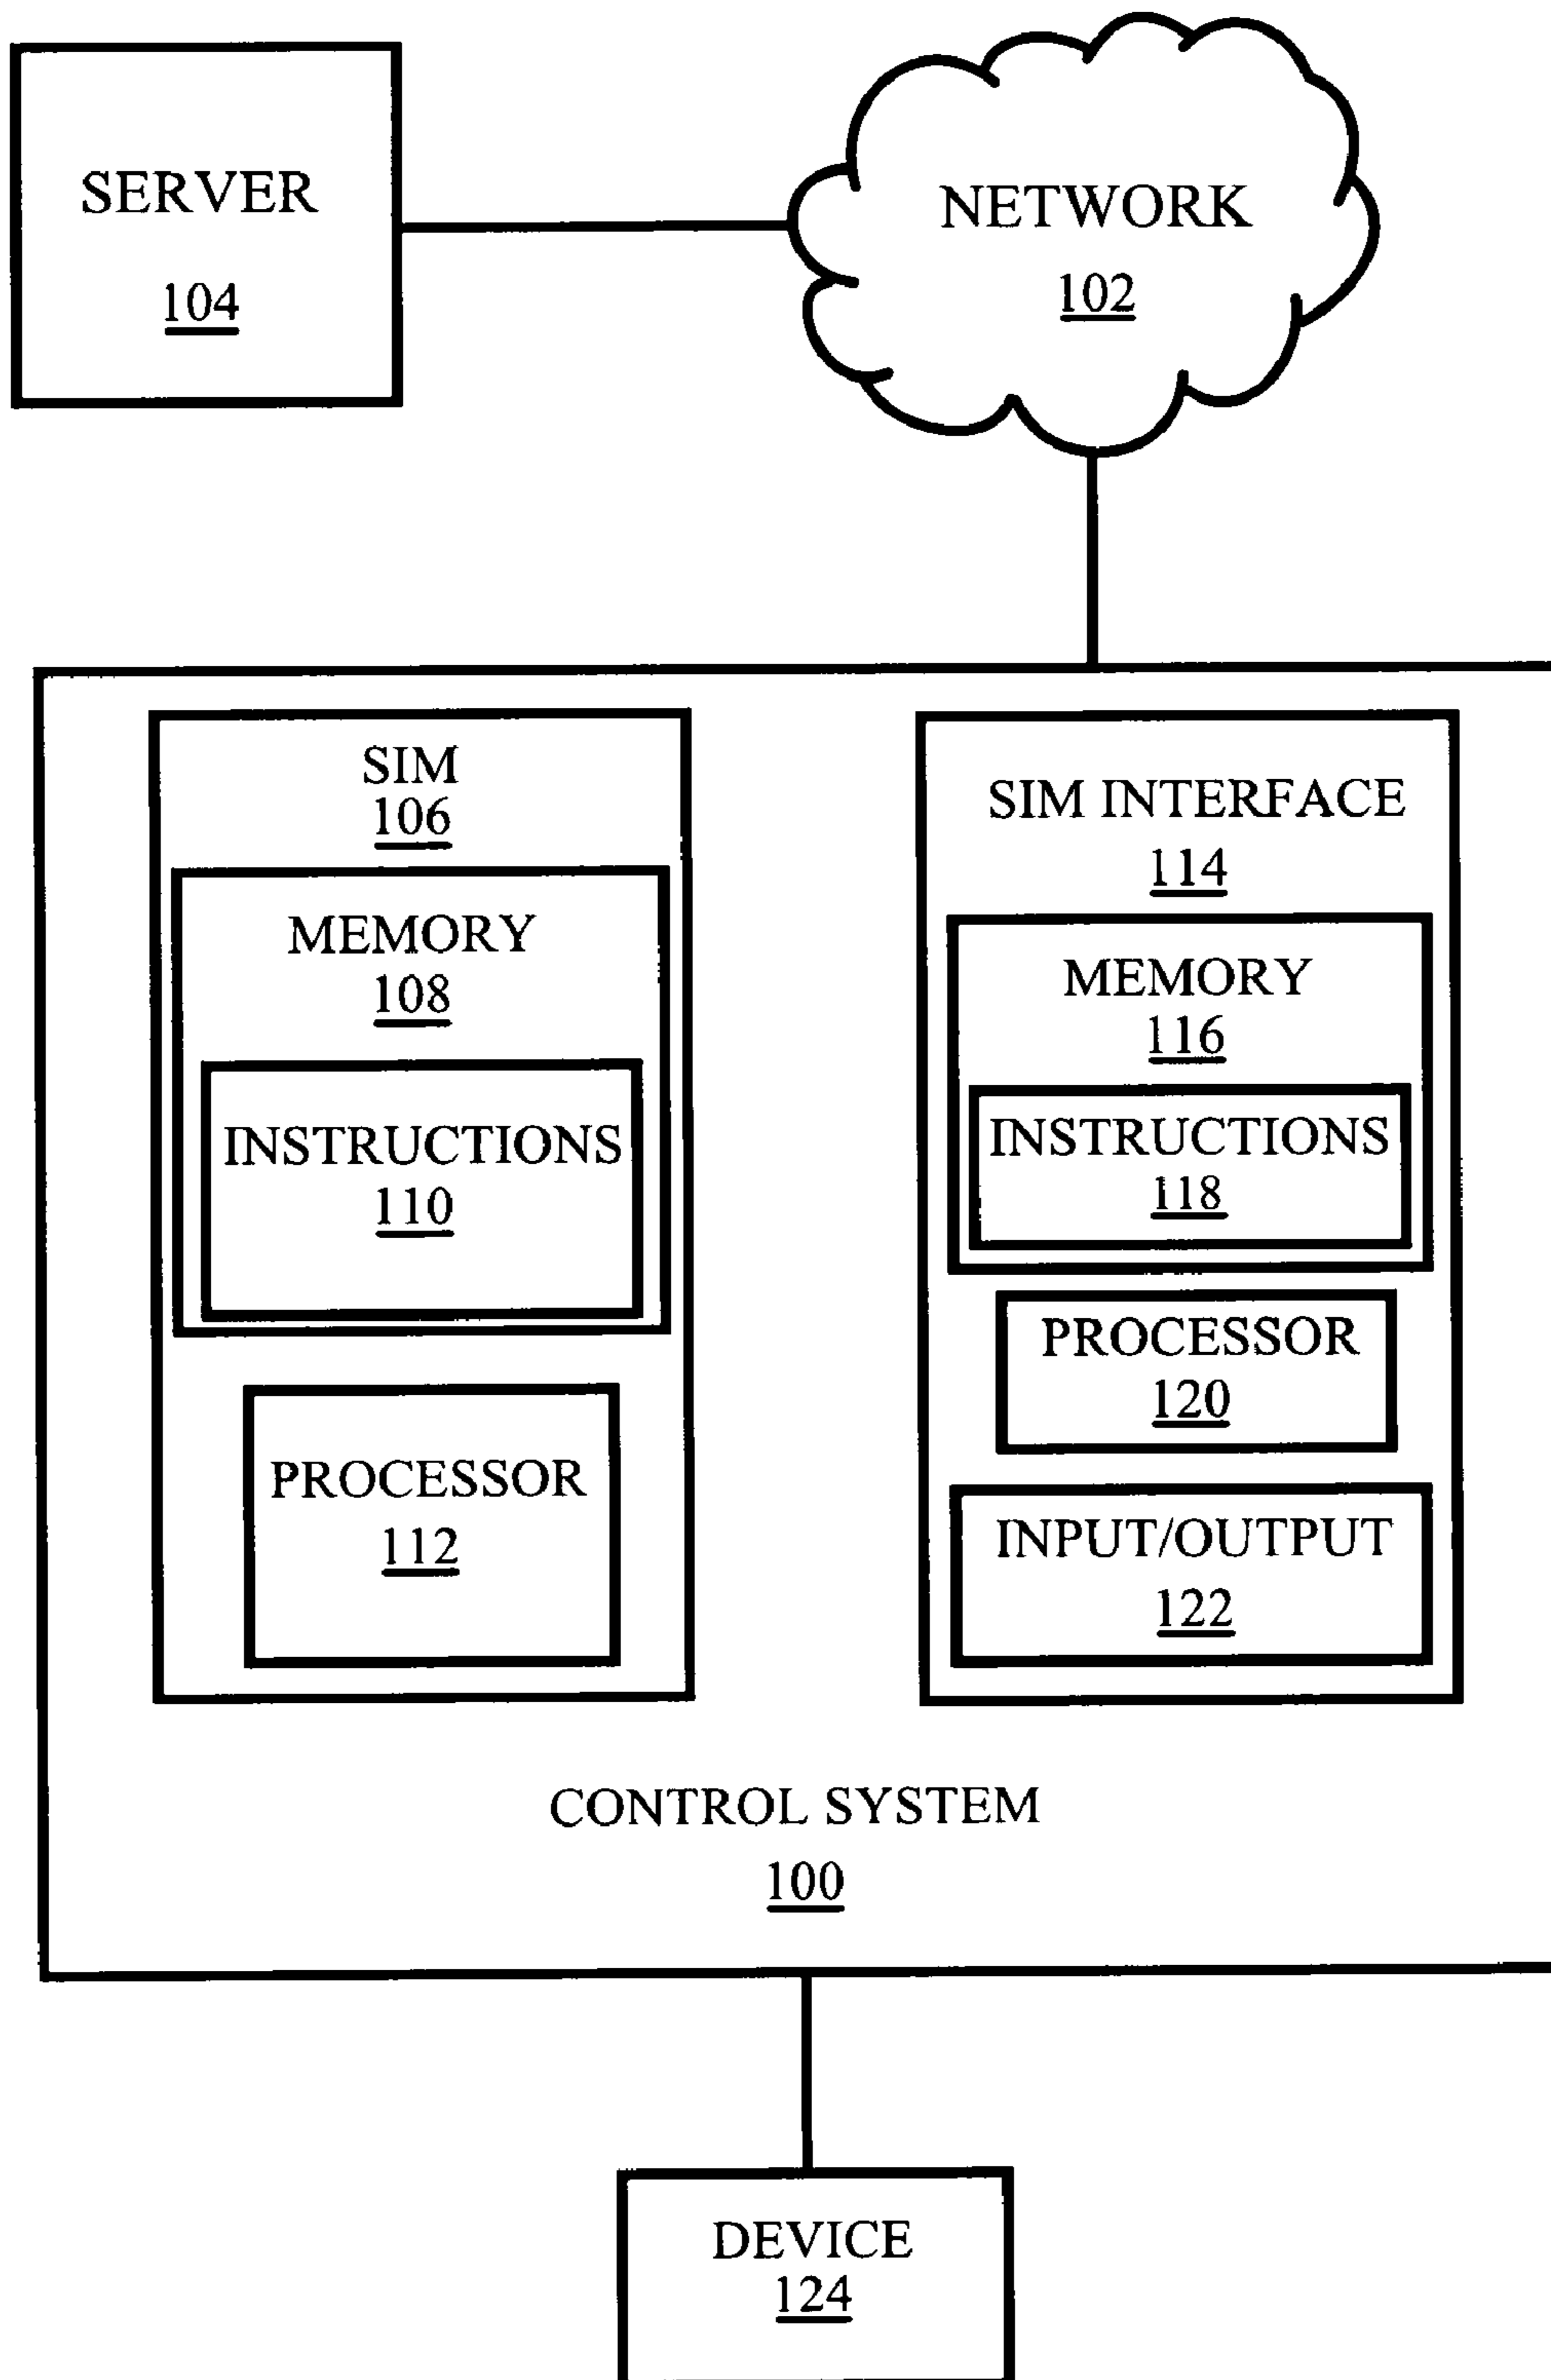 SERVER
104
NETWORK
102
SIM
106
MEMORY
108
INSTRUCTIONS
110
PROCESSOR
112
SIM INTERFACE
114
MEMORY
116
INSTRUCTIONS
118
PROCESSOR
120
INPUT/OUTPUT
122
CONTROL SYSTEM
100
DEVICE
124